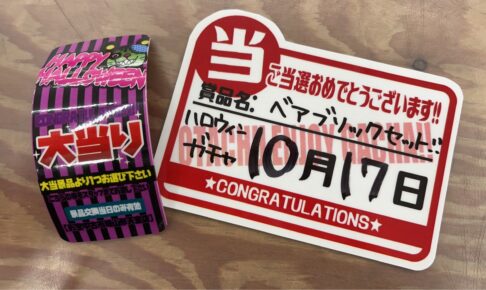 HAPPY
HALLOWEEN
大当り
大当景品より1つお選び下さい
景品交換当日のみ有効
当
ご当選おめでとうございます!!
賞品名: ベアブリックセット!!
ハロウィー
ガチャ
10月17日
★CONGRATULATIONS★